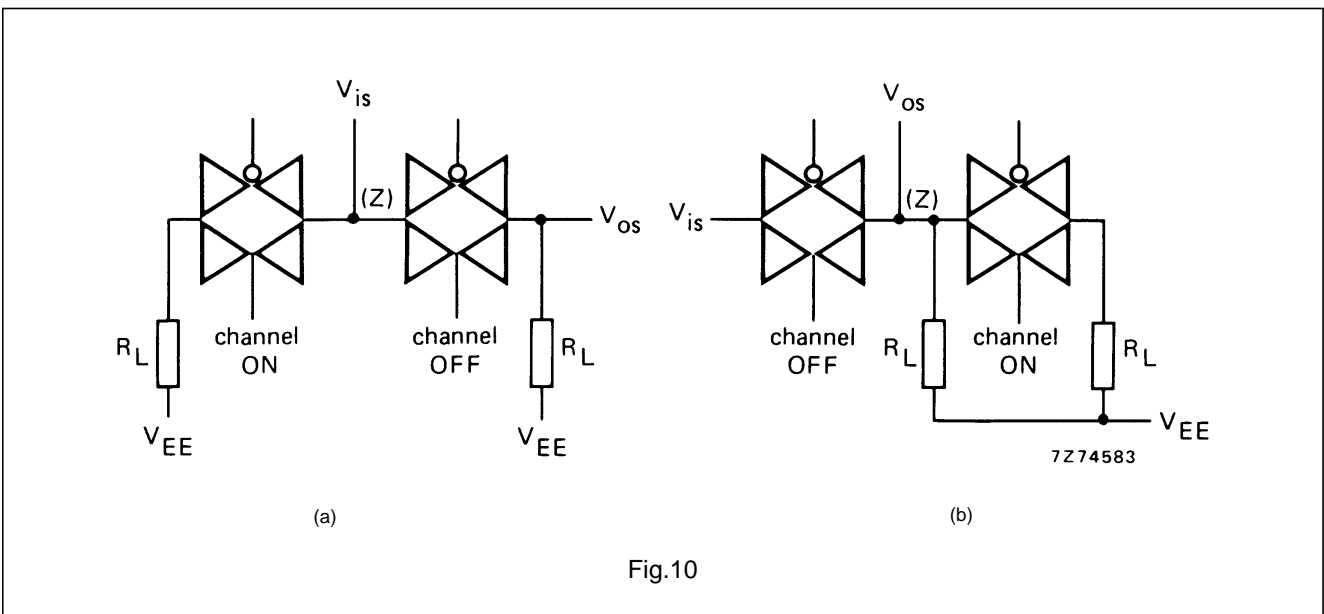 V_is
(Z)
V_os
channel
ON
channel
OFF
R_L
R_L
V_EE
V_EE
(a)
V_os
V_is
(Z)
channel
OFF
R_L
channel
ON
R_L
V_EE
7Z74583
(b)
Fig.10